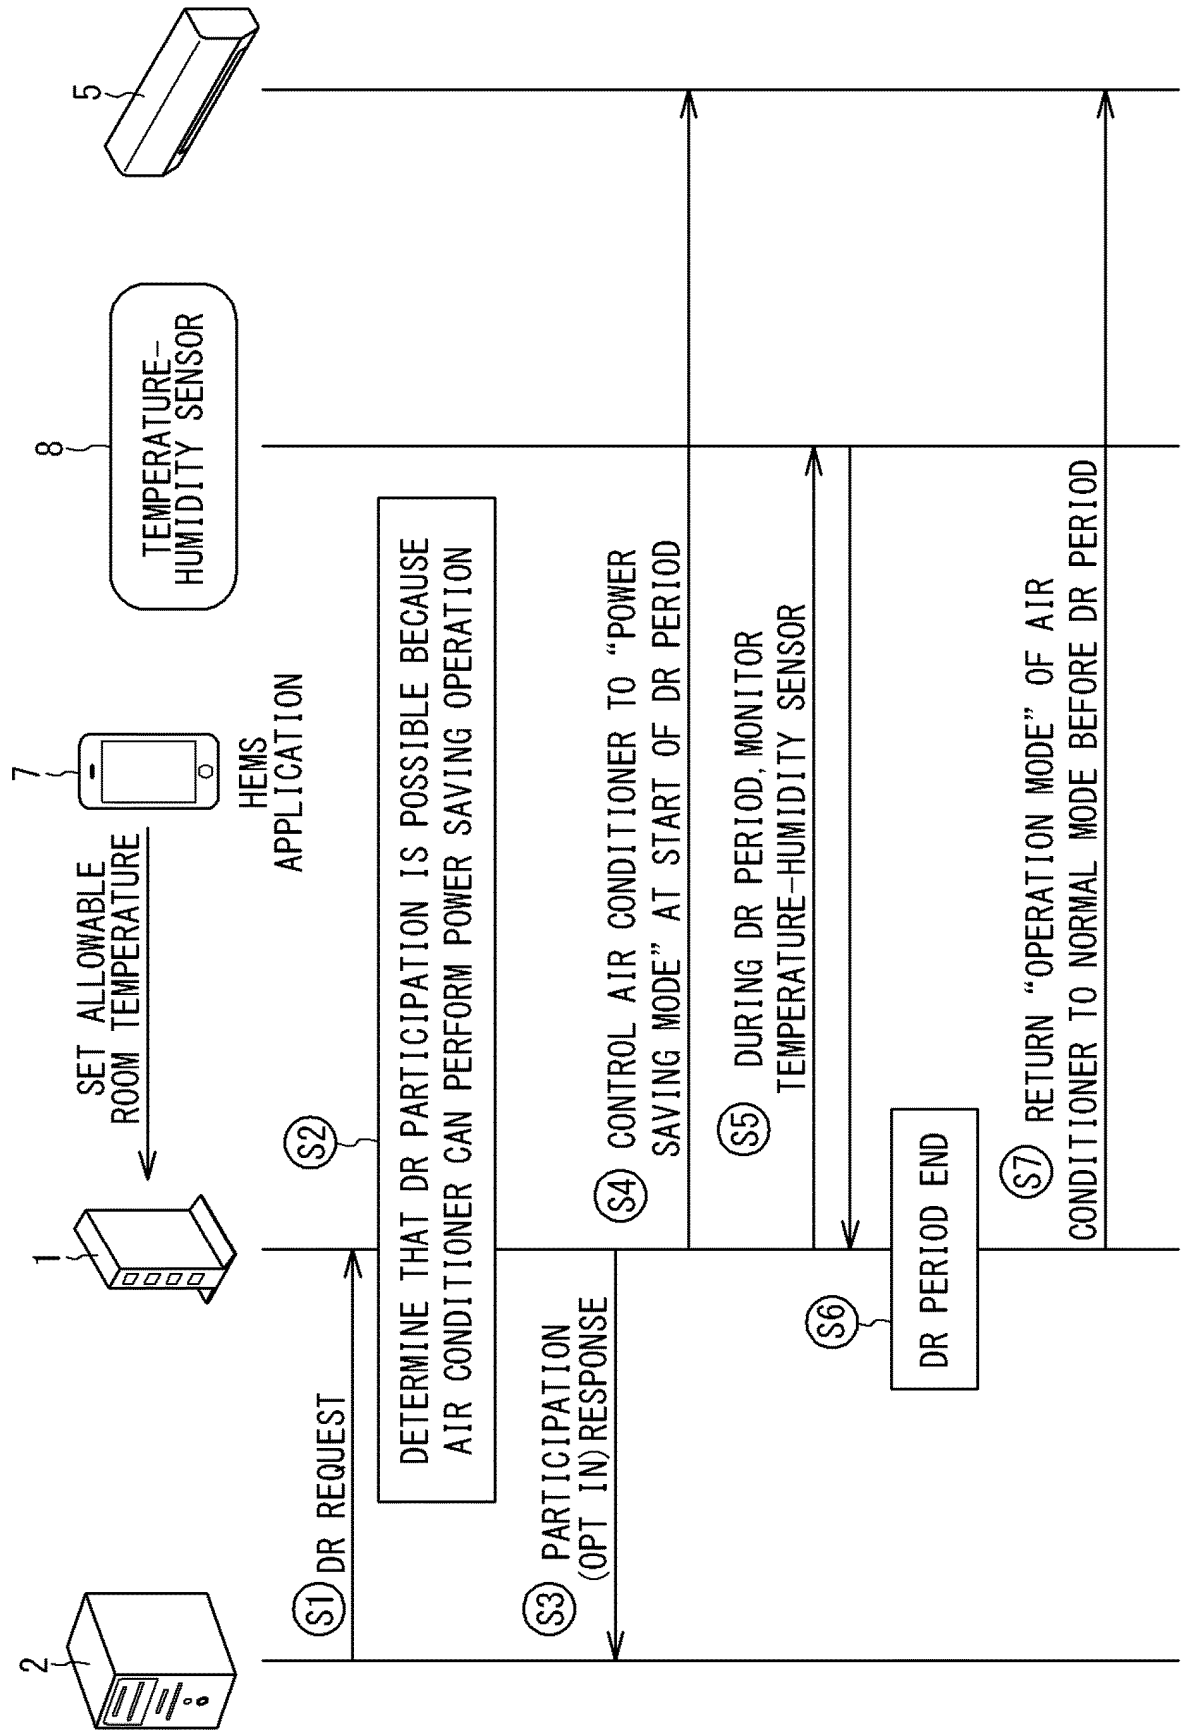 2
1
7
8
5
SET ALLOWABLE
ROOM TEMPERATURE
HEMS
APPLICATION
TEMPERATURE-
HUMIDITY SENSOR
S1 DR REQUEST
S2
DETERMINE THAT DR PARTICIPATION IS POSSIBLE BECAUSE
AIR CONDITIONER CAN PERFORM POWER SAVING OPERATION
S3 PARTICIPATION
(OPT IN)RESPONSE
S4 CONTROL AIR CONDITIONER TO “POWER
SAVING MODE” AT START OF DR PERIOD
S5 DURING DR PERIOD, MONITOR
TEMPERATURE-HUMIDITY SENSOR
S6
DR PERIOD END
S7 RETURN “OPERATION MODE” OF AIR
CONDITIONER TO NORMAL MODE BEFORE DR PERIOD